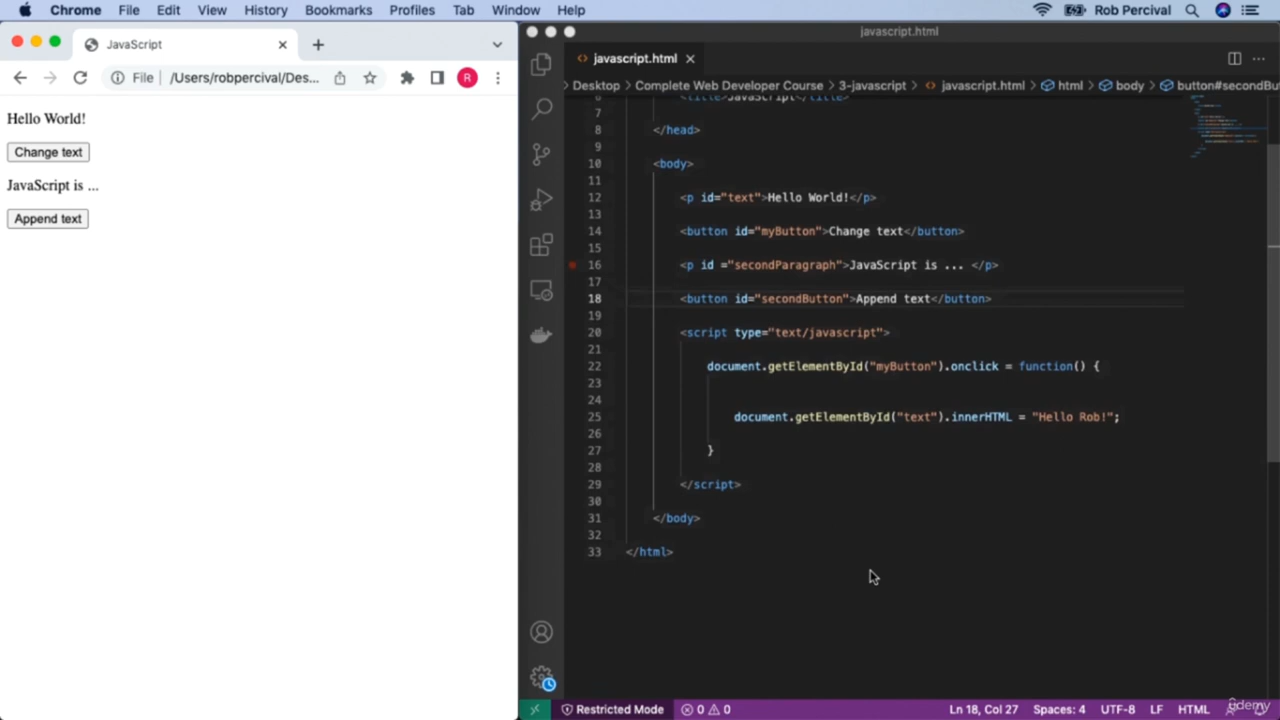 Chrome File Edit View History Bookmarks Profiles Tab Window Help Rob Percival
JavaScript
File /Users/robpercival/Des... R
Hello World!
Change text
JavaScript is ...
Append text
javascript.html
javascript.html
Desktop > Complete Web Developer Course > 3-javascript > javascript.html > html > body > button#secondBut
6 <title>JavaScript</title>
7
8 </head>
9
10 <body>
11
12 <p id="text">Hello World!</p>
13
14 <button id="myButton">Change text</button>
15
16 <p id ="secondParagraph">JavaScript is ... </p>
17
18 <button id="secondButton">Append text</button>
19
20 <script type="text/javascript">
21
22 document.getElementById("myButton").onclick = function() {
23
24
25 document.getElementById("text").innerHTML = "Hello Rob!";
26
27 }
28
29 </script>
30
31 </body>
32
33 </html>
Restricted Mode 0 0 Ln 18, Col 27 Spaces: 4 UTF-8 LF HTML
ûdemy